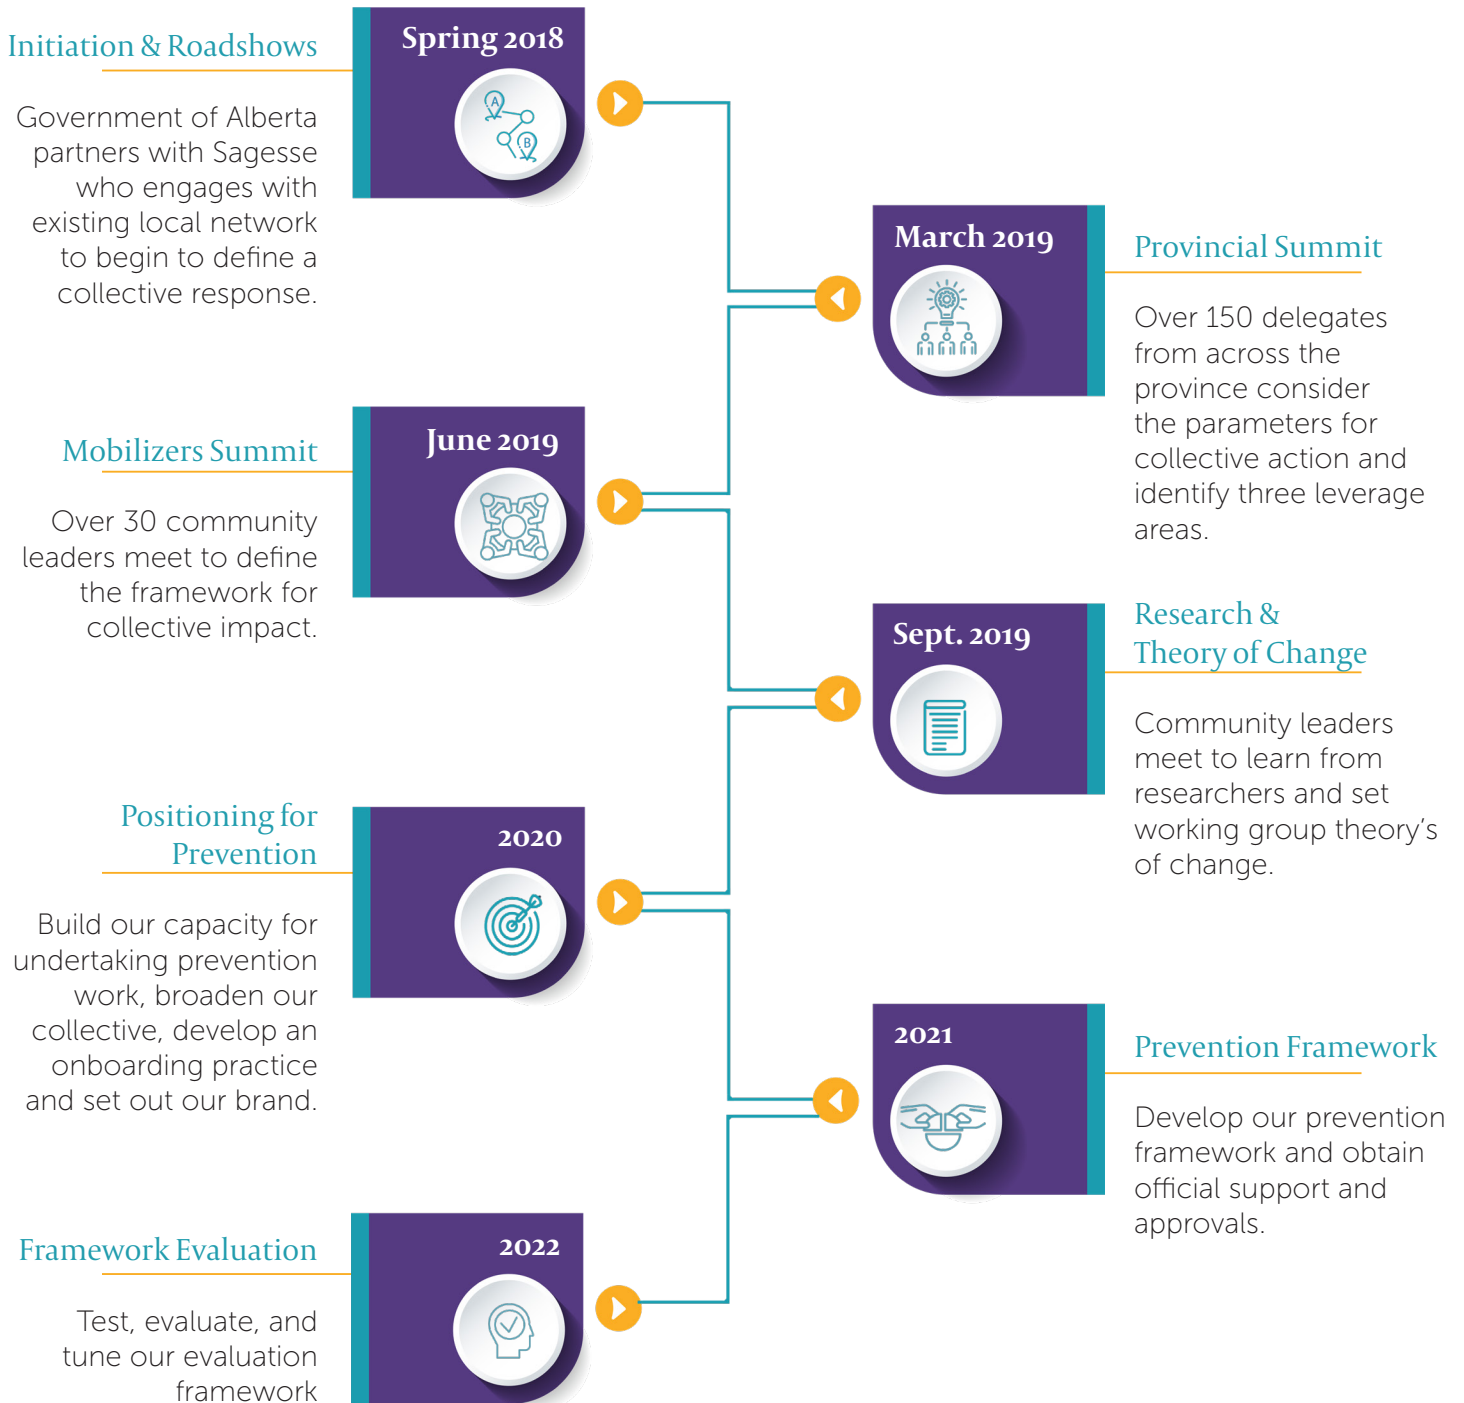 Initiation & Roadshows
Spring 2018
A
B
Government of Alberta
partners with Sagesse
who engages with
existing local network
to begin to define a
collective response.
March 2019
Provincial Summit
Over 150 delegates
from across the
province consider
the parameters for
collective action and
identify three leverage
areas.
Mobilizers Summit
June 2019
Over 30 community
leaders meet to define
the framework for
collective impact.
Sept. 2019
Research &
Theory of Change
Community leaders
meet to learn from
researchers and set
working group theory's
of change.
Positioning for
Prevention
2020
Build our capacity for
undertaking prevention
work, broaden our
collective, develop an
onboarding practice
and set out our brand.
2021
Prevention Framework
Develop our prevention
framework and obtain
official support and
approvals.
Framework Evaluation
2022
Test, evaluate, and
tune our evaluation
framework